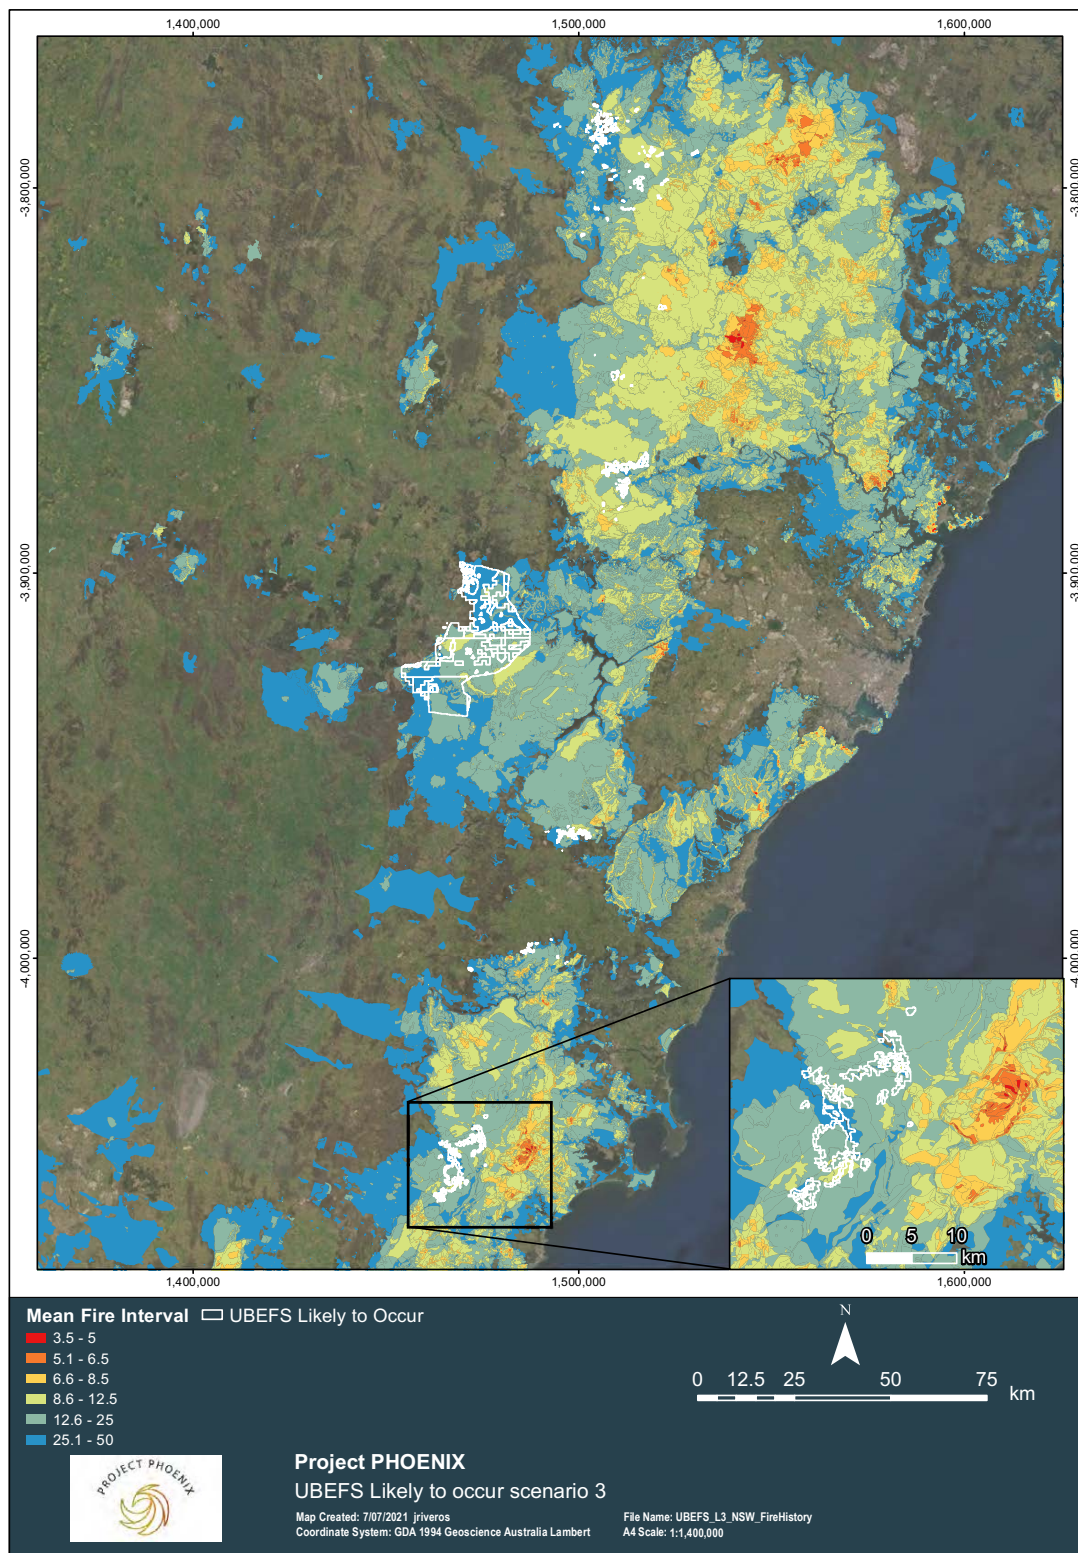 1,400,000 1,500,000 1,600,000
-3,800,000 -3,800,000
-3,900,000 -3,900,000
-4,000,000 -4,000,000
0 5 10
km
1,400,000 1,500,000 1,600,000
Mean Fire Interval UBEFS Likely to Occur
3.5 - 5
5.1 - 6.5
6.6 - 8.5
8.6 - 12.5
12.6 - 25
25.1 - 50
N
0 12.5 25 50 75
km
PROJECT PHOENIX
Project PHOENIX
UBEFS Likely to occur scenario 3
Map Created: 7/07/2021 jriveros File Name: UBEFS_L3_NSW_FireHistory
Coordinate System: GDA 1994 Geoscience Australia Lambert A4 Scale: 1:1,400,000